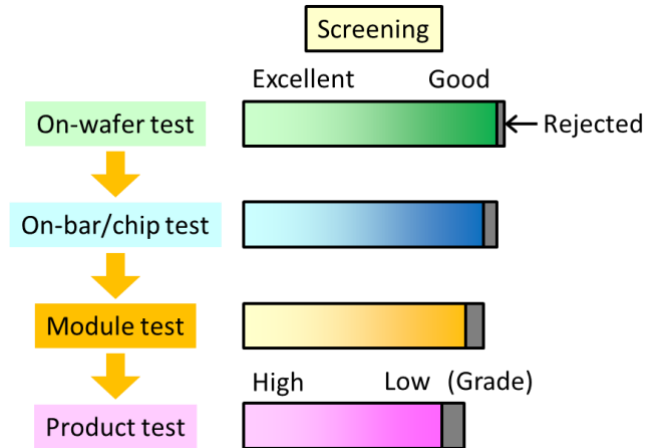 Screening
Excellent Good
On-wafer test
Rejected
On-bar/chip test
Module test
High Low (Grade)
Product test